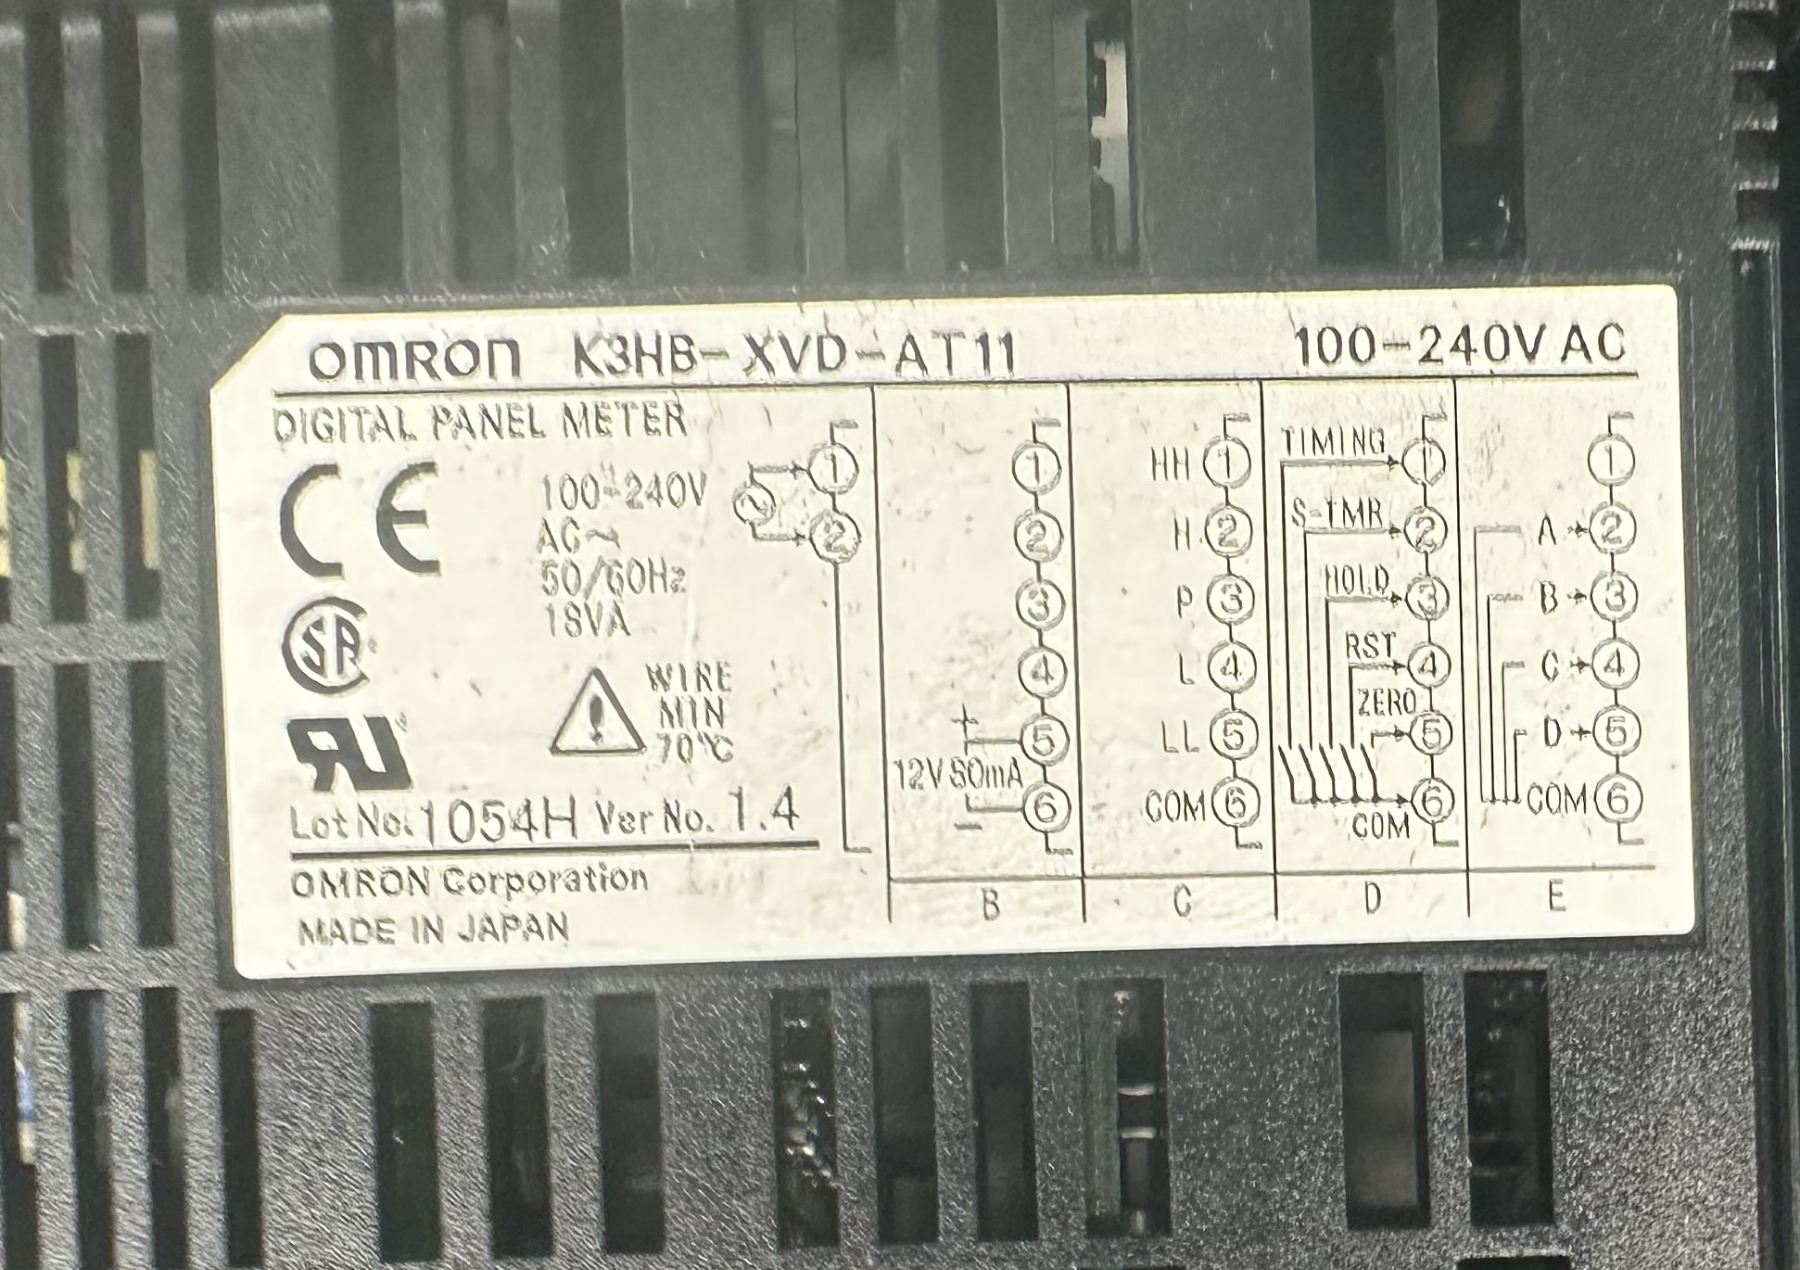 OMRON K3HB-XVD-AT11 100-240V AC
DIGITAL PANEL METER
CE
100-240V
AC~
50/60Hz
18VA
WIRE
MIN
70℃
Lot No. 1054H Ver No. 1.4
OMRON Corporation
MADE IN JAPAN
1
2
1
2
3
4
+ 5
12V 80mA
- 6
B
HH 1
H 2
P 3
L 4
LL 5
COM 6
C
TIMING 1
S-TMR 2
HOLD 3
RST 4
ZERO 5
COM 6
D
1
A 2
B 3
C 4
D 5
COM 6
E